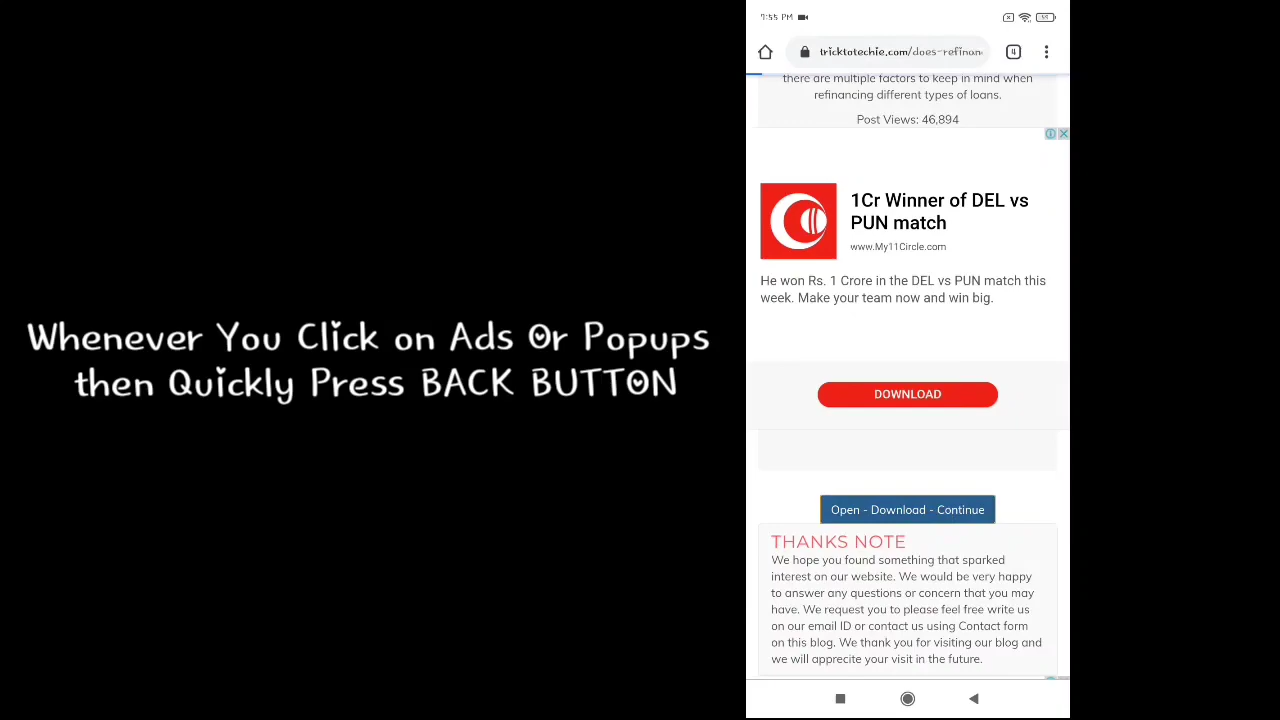 Whenever You Click on Ads Or Popups
then Quickly Press BACK BUTTON
7:55 PM
59
tricktotechie.com/does-refinan
4
there are multiple factors to keep in mind when
refinancing different types of loans.
Post Views: 46,894
1Cr Winner of DEL vs
PUN match
www.My11Circle.com
He won Rs. 1 Crore in the DEL vs PUN match this
week. Make your team now and win big.
DOWNLOAD
Open - Download - Continue
THANKS NOTE
We hope you found something that sparked
interest on our website. We would be very happy
to answer any questions or concern that you may
have. We request you to please feel free write us
on our email ID or contact us using Contact form
on this blog. We thank you for visiting our blog and
we will apprecite your visit in the future.